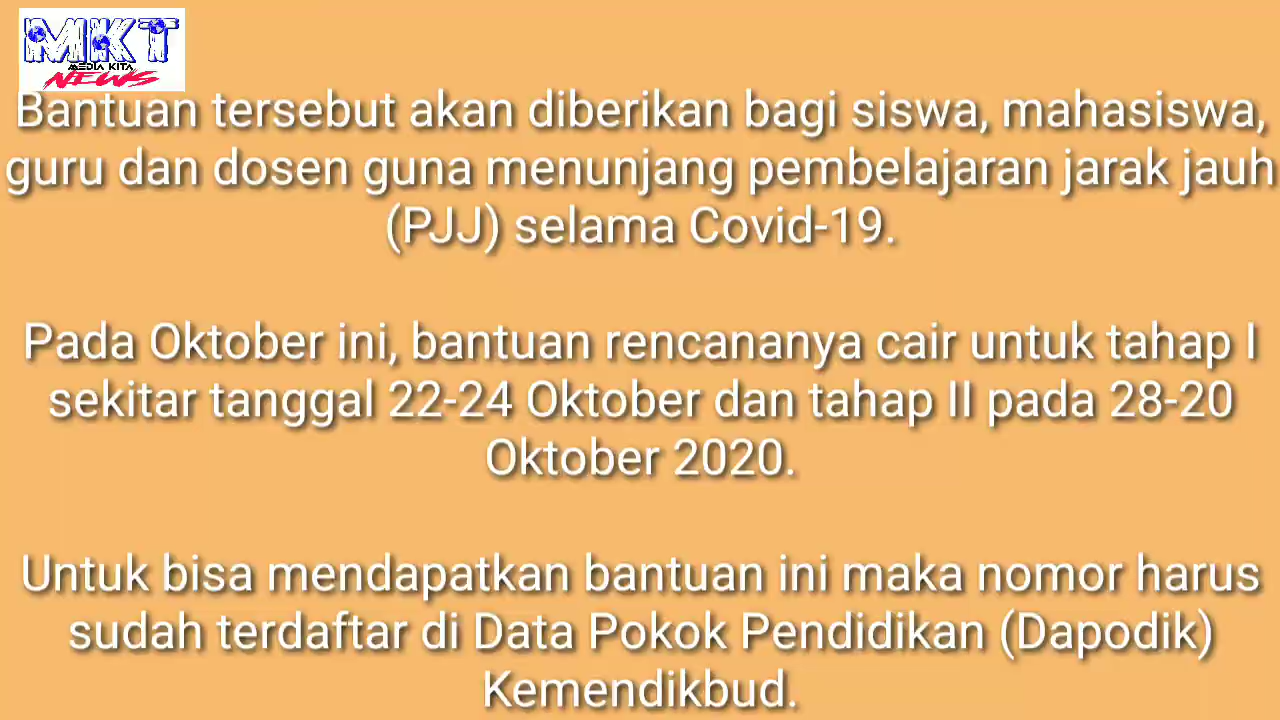 MKT
MEDIA KITA
NEWS
Bantuan tersebut akan diberikan bagi siswa, mahasiswa,
guru dan dosen guna menunjang pembelajaran jarak jauh
(PJJ) selama Covid-19.
Pada Oktober ini, bantuan rencananya cair untuk tahap I
sekitar tanggal 22-24 Oktober dan tahap II pada 28-20
Oktober 2020.
Untuk bisa mendapatkan bantuan ini maka nomor harus
sudah terdaftar di Data Pokok Pendidikan (Dapodik)
Kemendikbud.